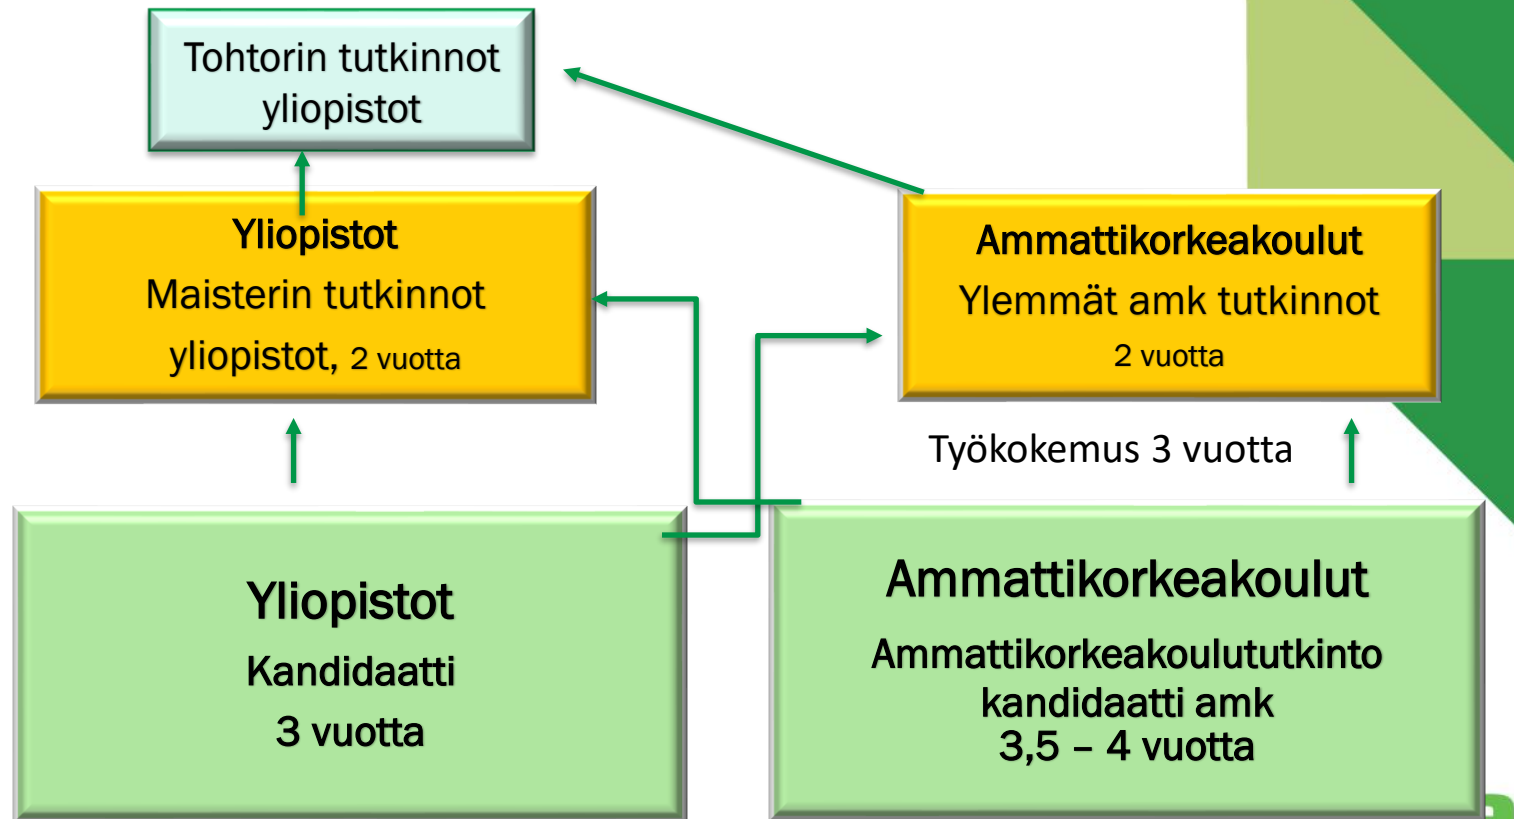 Tohtorin tutkinnot
yliopistot
Yliopistot
Maisterin tutkinnot
yliopistot, 2 vuotta
Ammattikorkeakoulut
Ylemmät amk tutkinnot
2 vuotta
Työkokemus 3 vuotta
Yliopistot
Kandidaatti
3 vuotta
Ammattikorkeakoulut
Ammattikorkeakoulututkinto
kandidaatti amk
3,5 – 4 vuotta